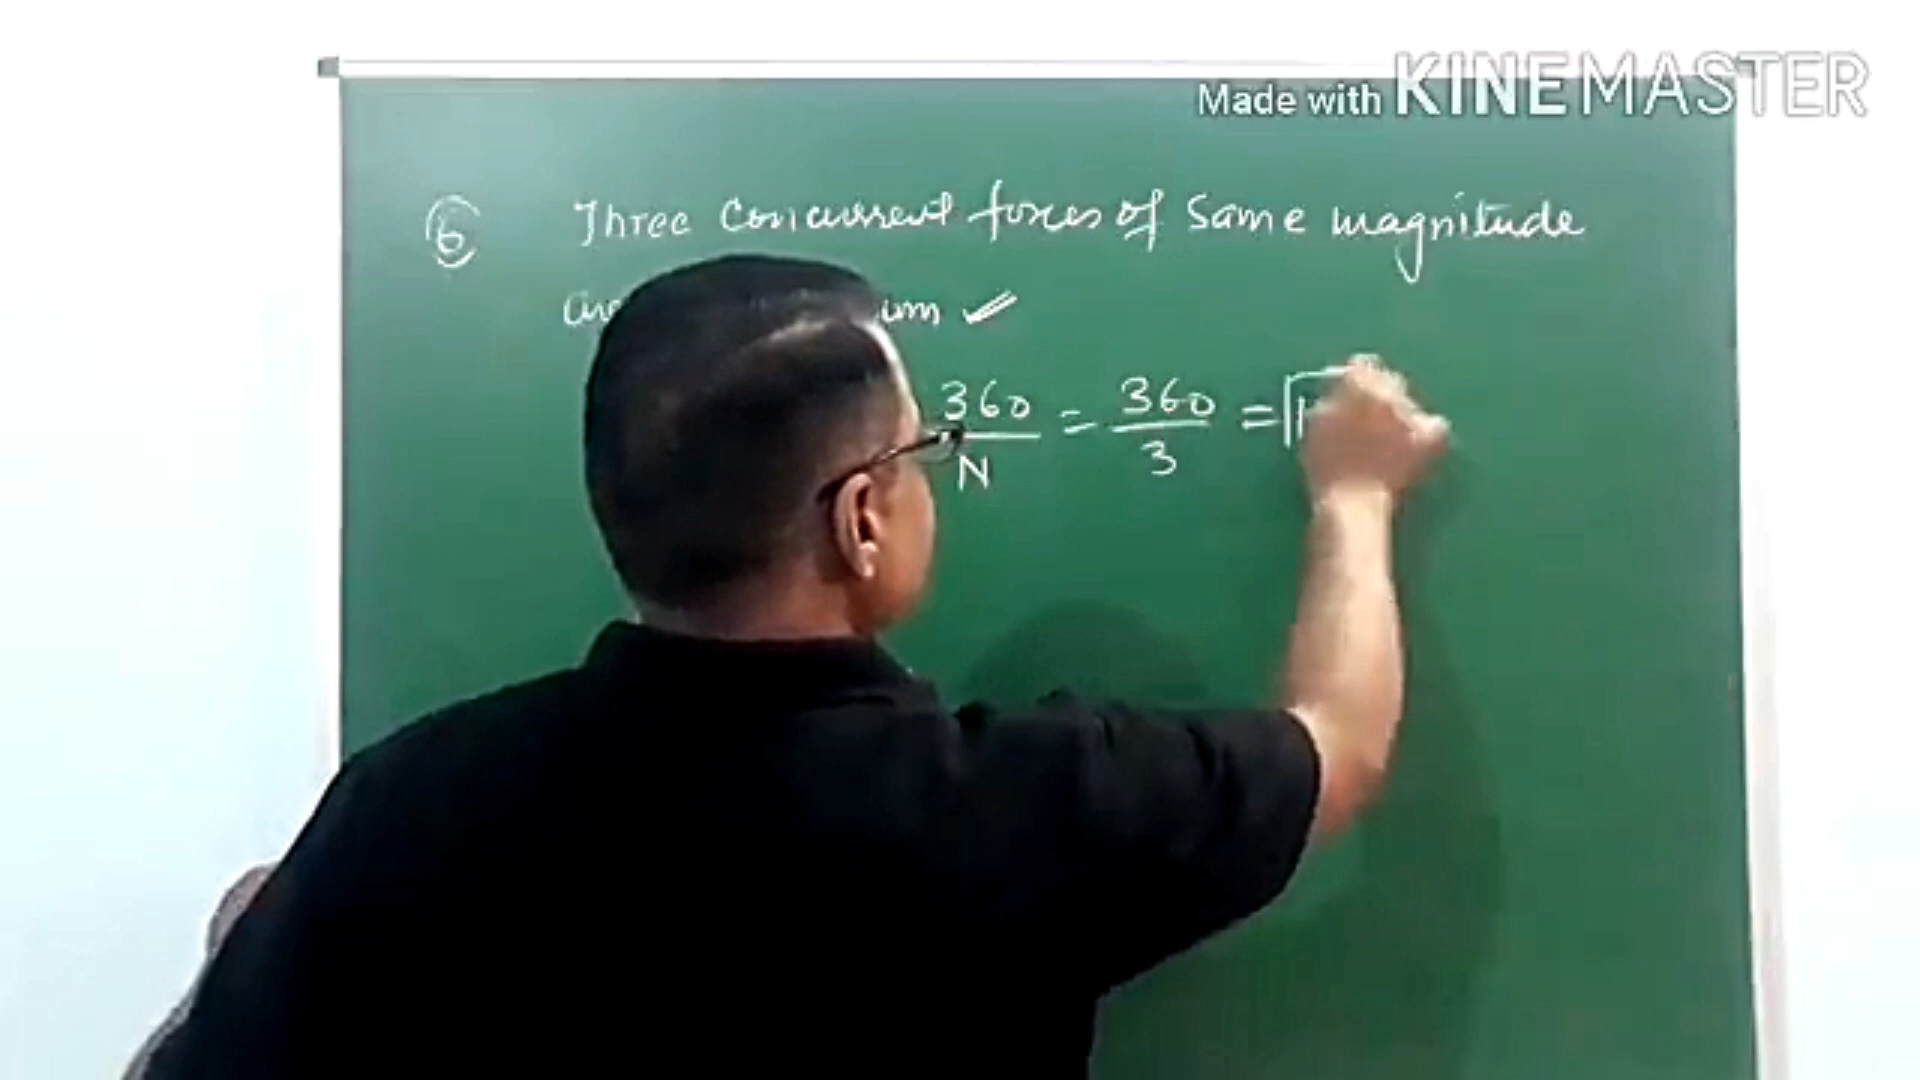 Made with KINEMASTER
6 Three Concurrent forces of Same magnitude
360/N = 360/3 =